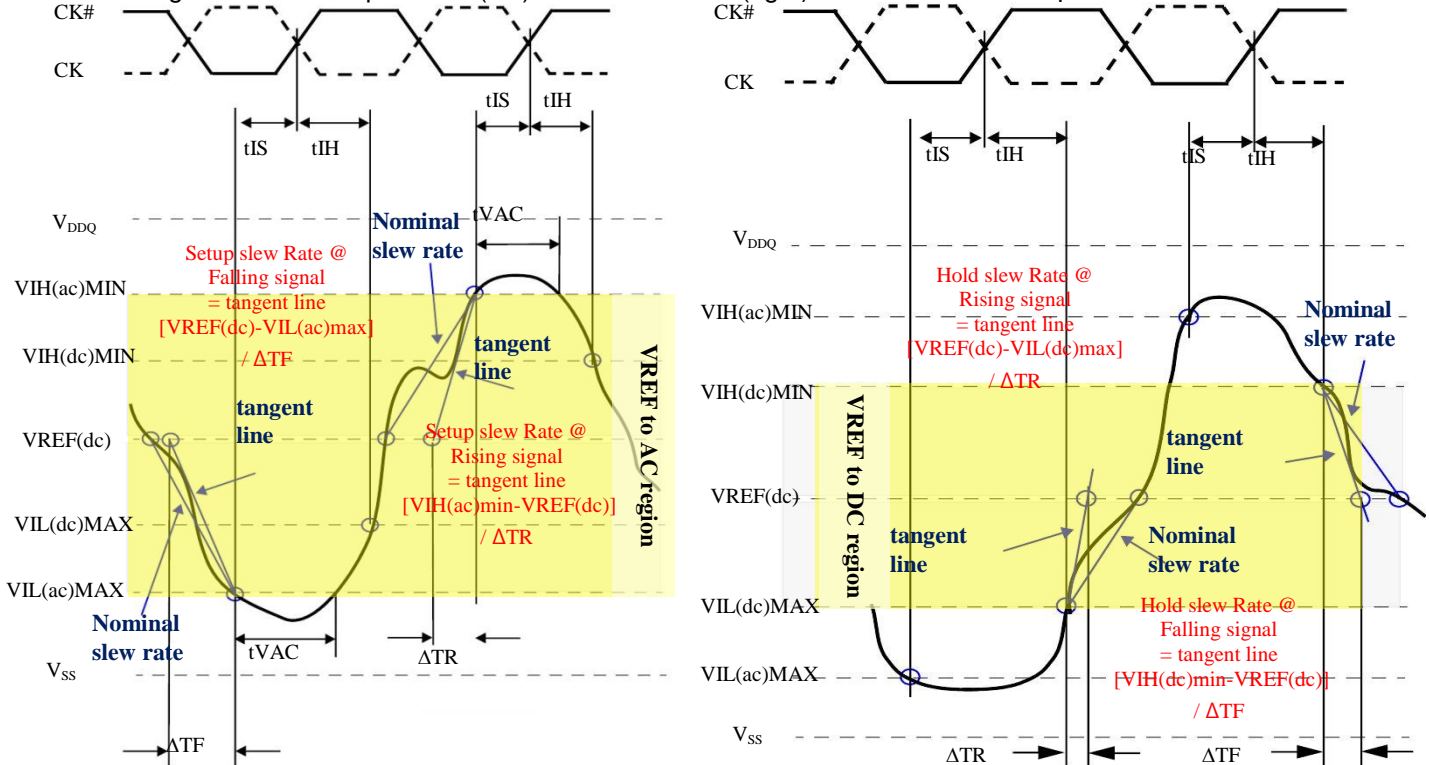 CK#
CK
tIS
tIH
tIS
tIH
VDDQ
Nominal
slew rate
tVAC
Setup slew Rate @
Falling signal
= tangent line
[VREF(dc)-VIL(ac)max]
/ ΔTF
VIH(ac)MIN
VIH(dc)MIN
tangent
line
tangent
line
VREF(dc)
Setup slew Rate @
Rising signal
= tangent line
[VIH(ac)min-VREF(dc)]
/ ΔTR
VREF to AC region
VIL(dc)MAX
VIL(ac)MAX
Nominal
slew rate
tVAC
ΔTR
VSS
ΔTF
CK#
CK
tIS
tIH
tIS
tIH
VDDQ
Hold slew Rate @
Rising signal
= tangent line
[VREF(dc)-VIL(dc)max]
/ ΔTR
VIH(ac)MIN
Nominal
slew rate
VIH(dc)MIN
VREF to DC region
tangent
line
VREF(dc)
tangent
line
Nominal
slew rate
VIL(dc)MAX
Hold slew Rate @
Falling signal
= tangent line
[VIH(dc)min-VREF(dc)]
/ ΔTF
VIL(ac)MAX
VSS
ΔTR
ΔTF